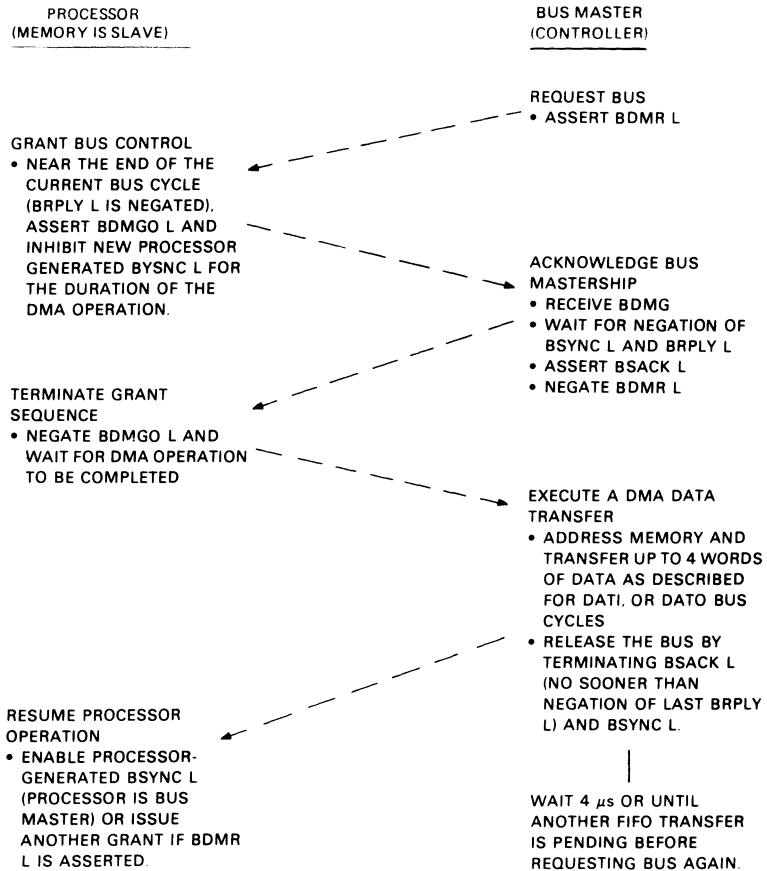 PROCESSOR
(MEMORY IS SLAVE)
BUS MASTER
(CONTROLLER)
REQUEST BUS
• ASSERT BDMR L
GRANT BUS CONTROL
• NEAR THE END OF THE
CURRENT BUS CYCLE
(BRPLY L IS NEGATED),
ASSERT BDMGO L AND
INHIBIT NEW PROCESSOR
GENERATED BYSNC L FOR
THE DURATION OF THE
DMA OPERATION.
ACKNOWLEDGE BUS
MASTERSHIP
• RECEIVE BDMG
• WAIT FOR NEGATION OF
BSYNC L AND BRPLY L
• ASSERT BSACK L
• NEGATE BDMR L
TERMINATE GRANT
SEQUENCE
• NEGATE BDMGO L AND
WAIT FOR DMA OPERATION
TO BE COMPLETED
EXECUTE A DMA DATA
TRANSFER
• ADDRESS MEMORY AND
TRANSFER UP TO 4 WORDS
OF DATA AS DESCRIBED
FOR DATI, OR DATO BUS
CYCLES
• RELEASE THE BUS BY
TERMINATING BSACK L
(NO SOONER THAN
NEGATION OF LAST BRPLY
L) AND BSYNC L.
RESUME PROCESSOR
OPERATION
• ENABLE PROCESSOR-
GENERATED BSYNC L
(PROCESSOR IS BUS
MASTER) OR ISSUE
ANOTHER GRANT IF BDMR
L IS ASSERTED.
WAIT 4 µs OR UNTIL
ANOTHER FIFO TRANSFER
IS PENDING BEFORE
REQUESTING BUS AGAIN.